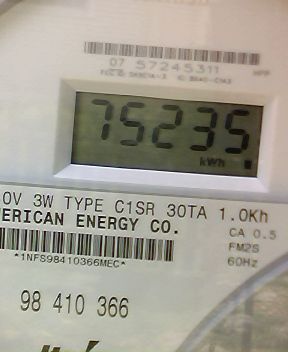 07 57245311
75235
kWh
0V 3W TYPE C1SR 30TA 1.0Kh
ERICAN ENERGY CO.
CA 0.5
FM2S
60Hz
*1NFS98410366MEC*
98 410 366